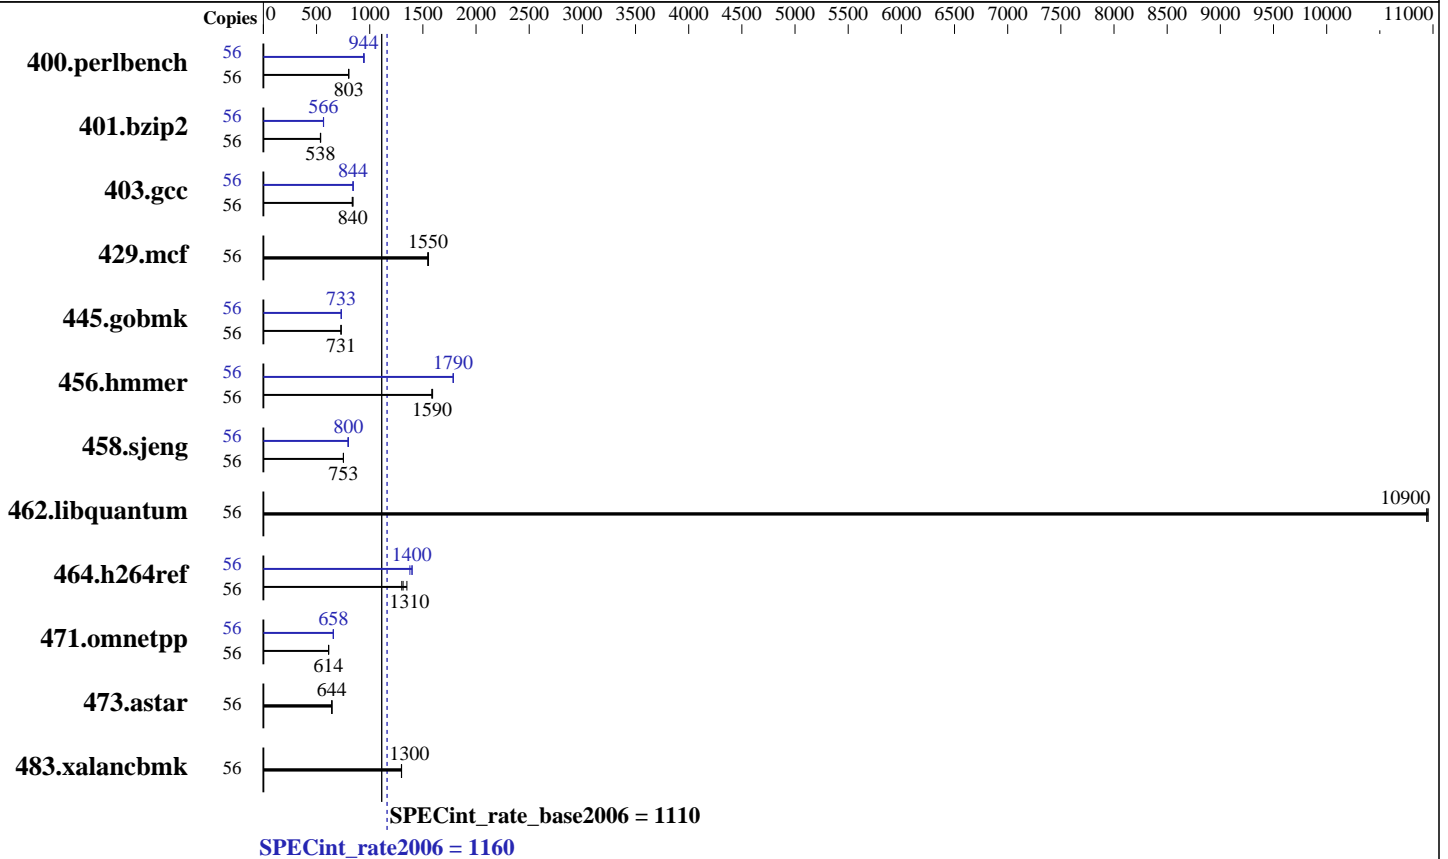 Copies 0 500 1000 1500 2000 2500 3000 3500 4000 4500 5000 5500 6000 6500 7000 7500 8000 8500 9000 9500 10000 11000
400.perlbench 56 944
56 803
401.bzip2 56 566
56 538
403.gcc 56 844
56 840
429.mcf 56 1550
445.gobmk 56 733
56 731
456.hmmer 56 1790
56 1590
458.sjeng 56 800
56 753
462.libquantum 56 10900
464.h264ref 56 1400
56 1310
471.omnetpp 56 658
56 614
473.astar 56 644
483.xalancbmk 56 1300
SPECint_rate_base2006 = 1110
SPECint_rate2006 = 1160